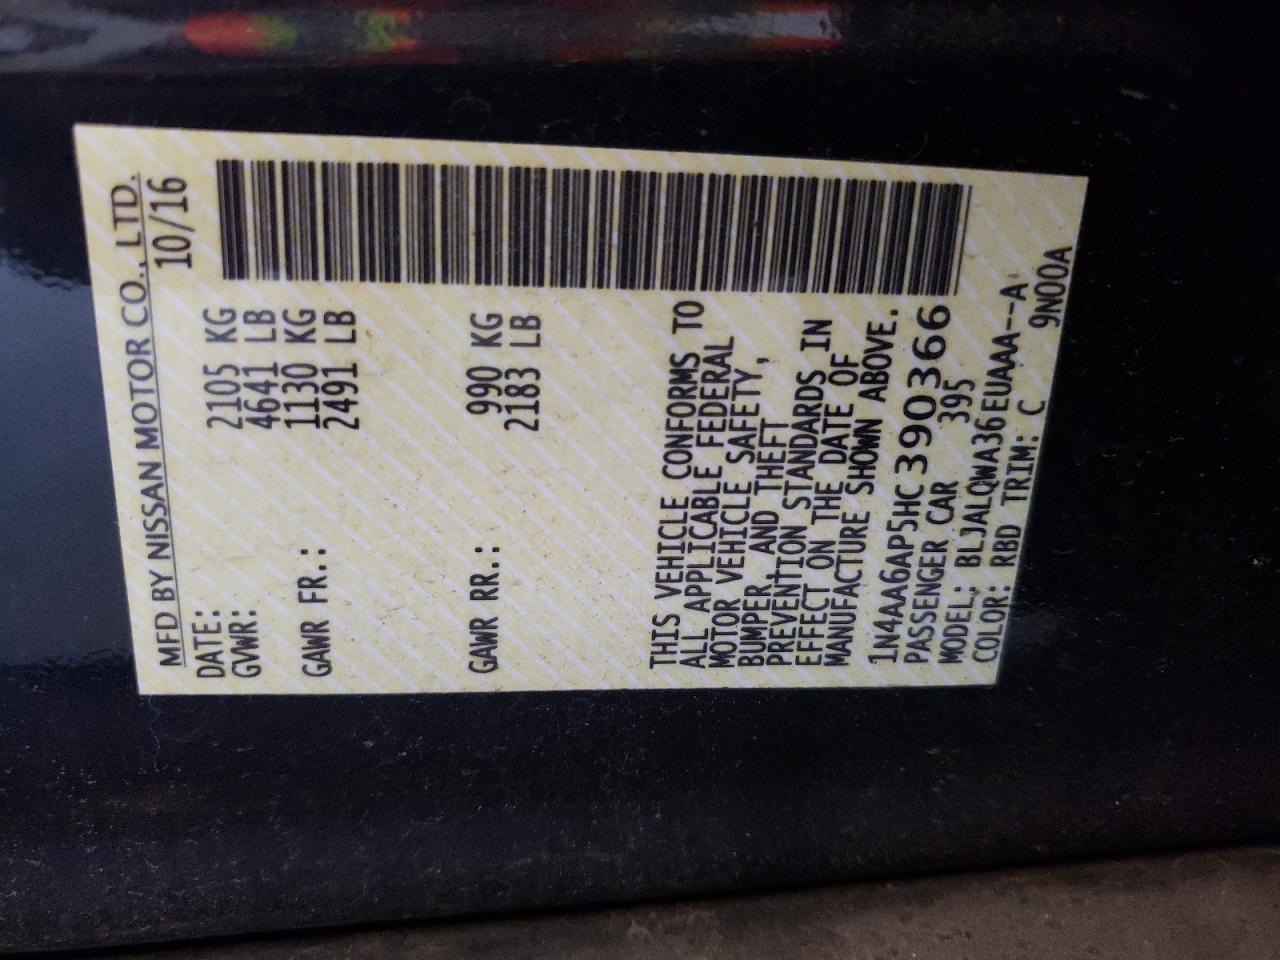 MFD BY NISSAN MOTOR CO., LTD.
DATE: 10/16
GVWR: 2105 KG
4641 LB
GAWR FR.: 1130 KG
2491 LB
GAWR RR.: 990 KG
2183 LB
THIS VEHICLE CONFORMS TO
ALL APPLICABLE FEDERAL
MOTOR VEHICLE SAFETY,
BUMPER, AND THEFT
PREVENTION STANDARDS IN
EFFECT ON THE DATE OF
MANUFACTURE SHOWN ABOVE.
1N4AA6AP5HC390366
PASSENGER CAR 395
MODEL: BLJALQWA36EUAAA--A
COLOR: RBD TRIM: C 9N00A